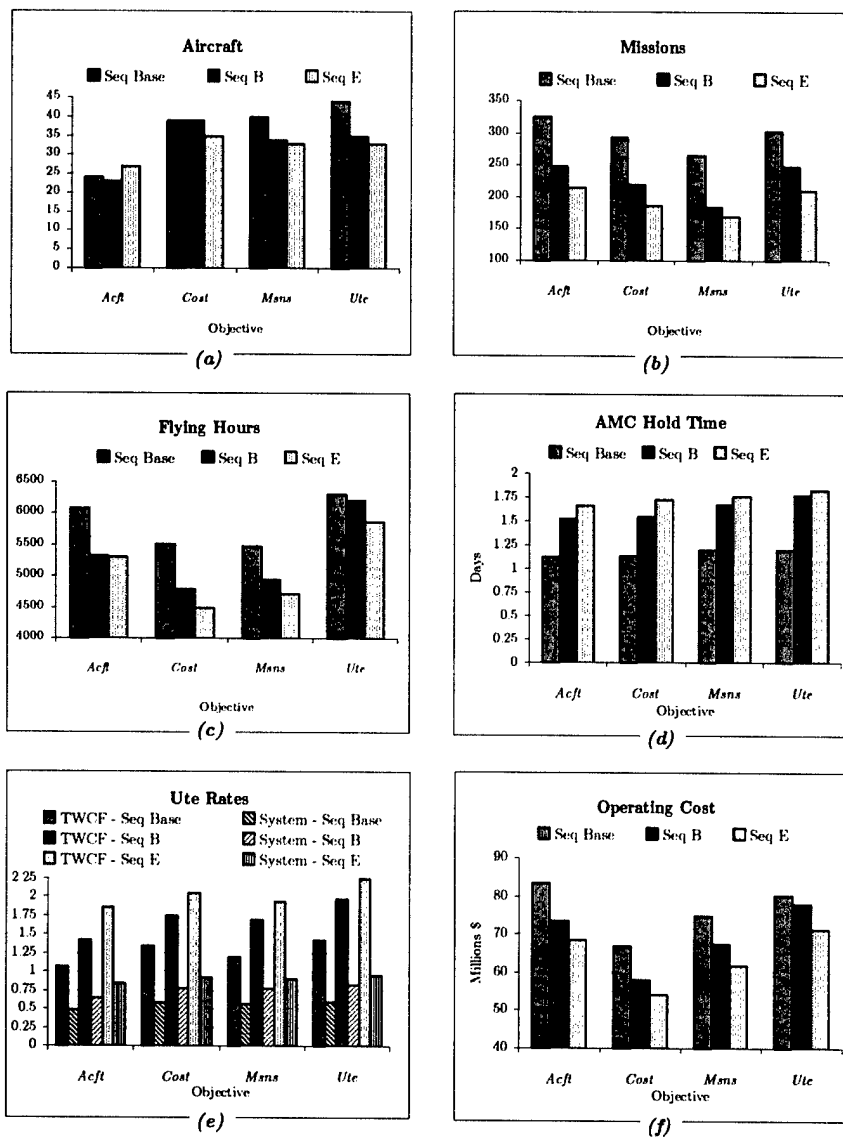 Aircraft
Seq Base Seq B Seq E
45
40
35
30
25
20
15
10
5
0
Acft Cost Msns Ute
Objective
(a)
Missions
Seq Base Seq B Seq E
350
300
250
200
150
100
Acft Cost Msns Ute
Objective
(b)
Flying Hours
Seq Base Seq B Seq E
6500
6000
5500
5000
4500
4000
Acft Cost Msns Ute
Objective
(c)
AMC Hold Time
Seq Base Seq B Seq E
Days
2
1.75
1.5
1.25
1
0.75
0.5
0.25
0
Acft Cost Msns Ute
Objective
(d)
Ute Rates
TWCF - Seq Base System - Seq Base
TWCF - Seq B System - Seq B
TWCF - Seq E System - Seq E
2 25
2
1.75
1.5
1.25
1
0.75
0.5
0.25
0
Acft Cost Msns Ute
Objective
(e)
Operating Cost
Seq Base Seq B Seq E
Millions $
90
80
70
60
50
40
Acft Cost Msns Ute
Objective
(f)